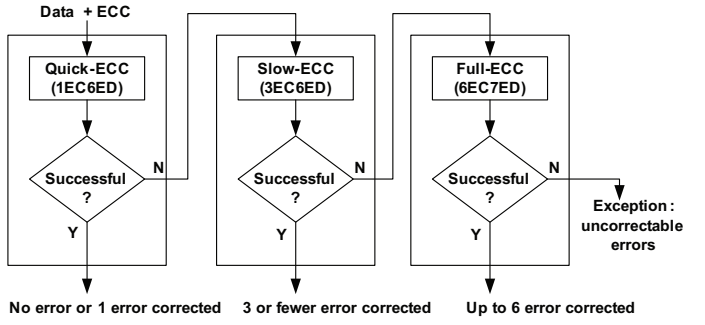 Data + ECC
Quick-ECC
(1EC6ED)
Successful
?
N
Y
No error or 1 error corrected
Slow-ECC
(3EC6ED)
Successful
?
N
Y
3 or fewer error corrected
Full-ECC
(6EC7ED)
Successful
?
N
Y
Exception :
uncorrectable
errors
Up to 6 error corrected